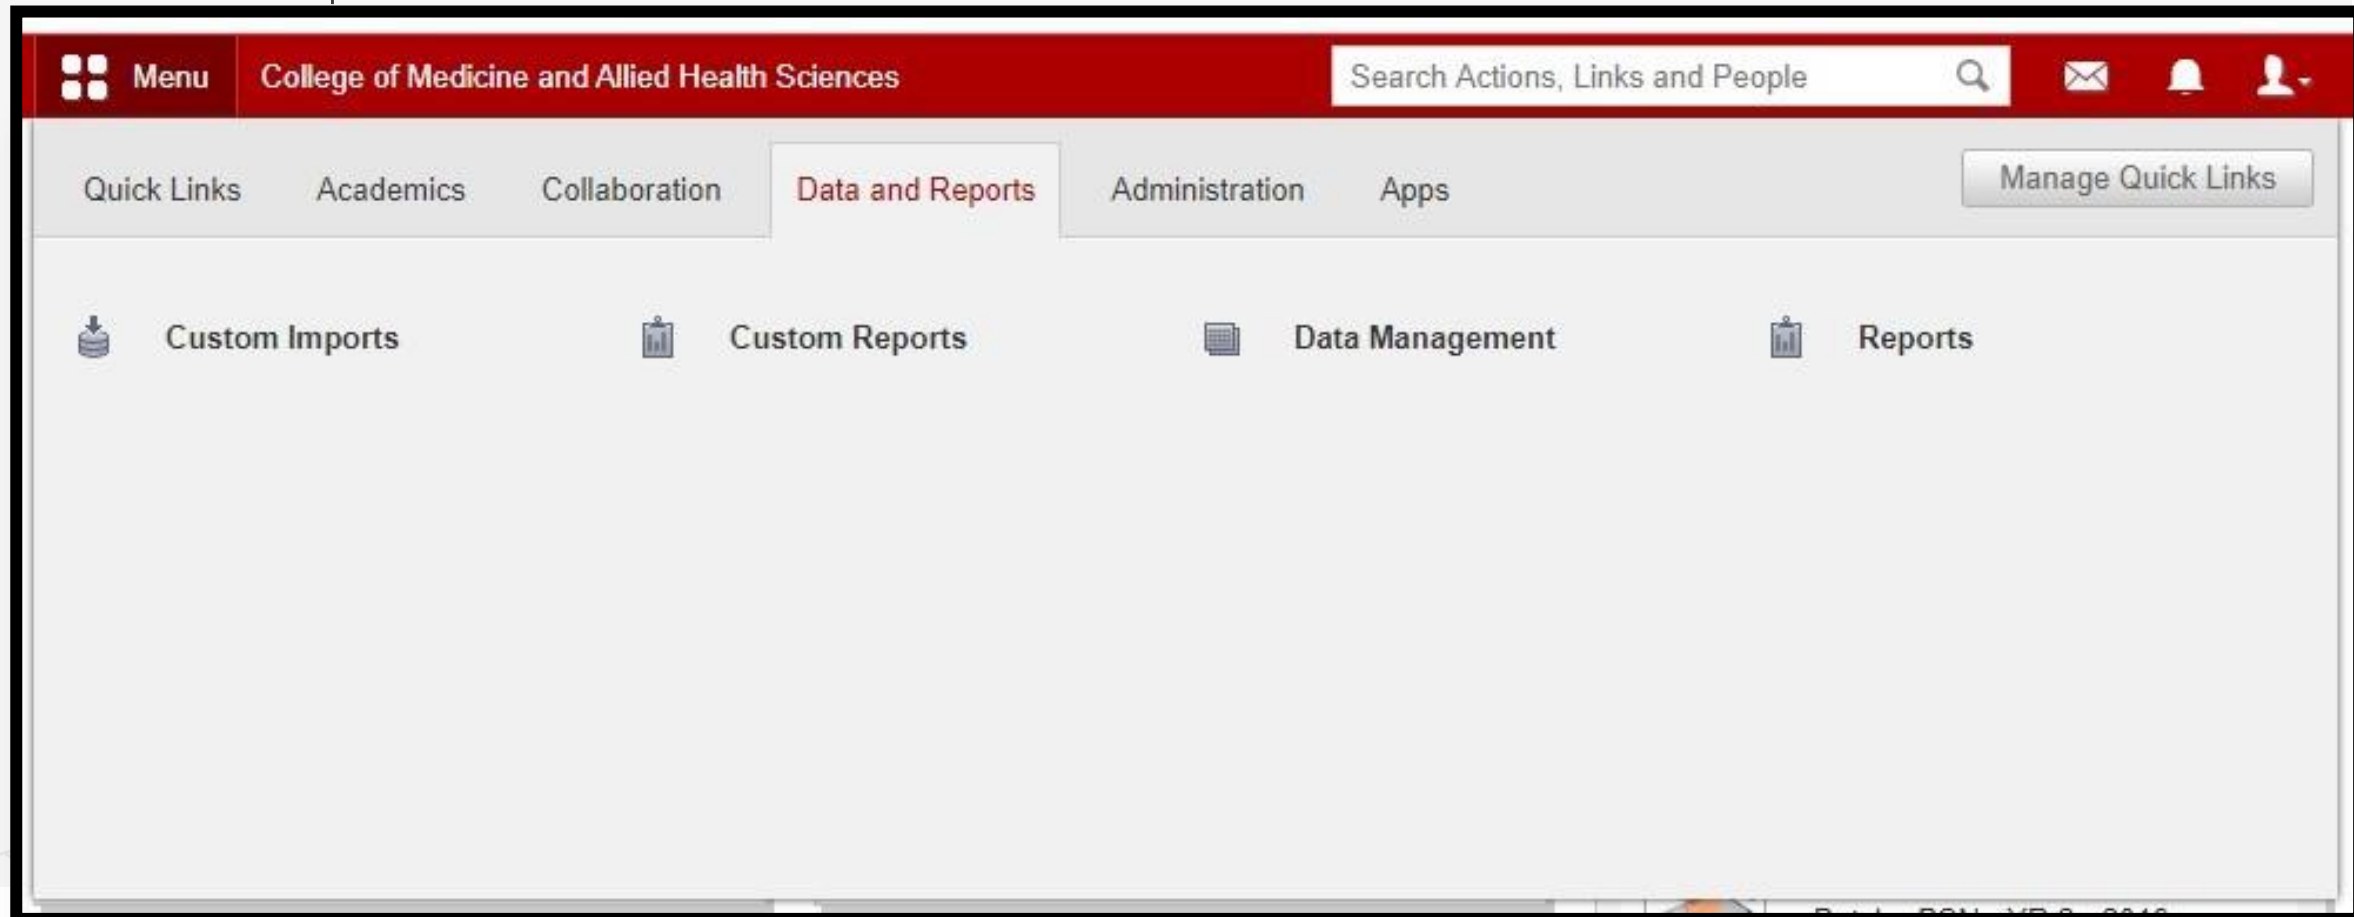 Menu College of Medicine and Allied Health Sciences Search Actions, Links and People
Quick Links Academics Collaboration Data and Reports Administration Apps Manage Quick Links
Custom Imports Custom Reports Data Management Reports